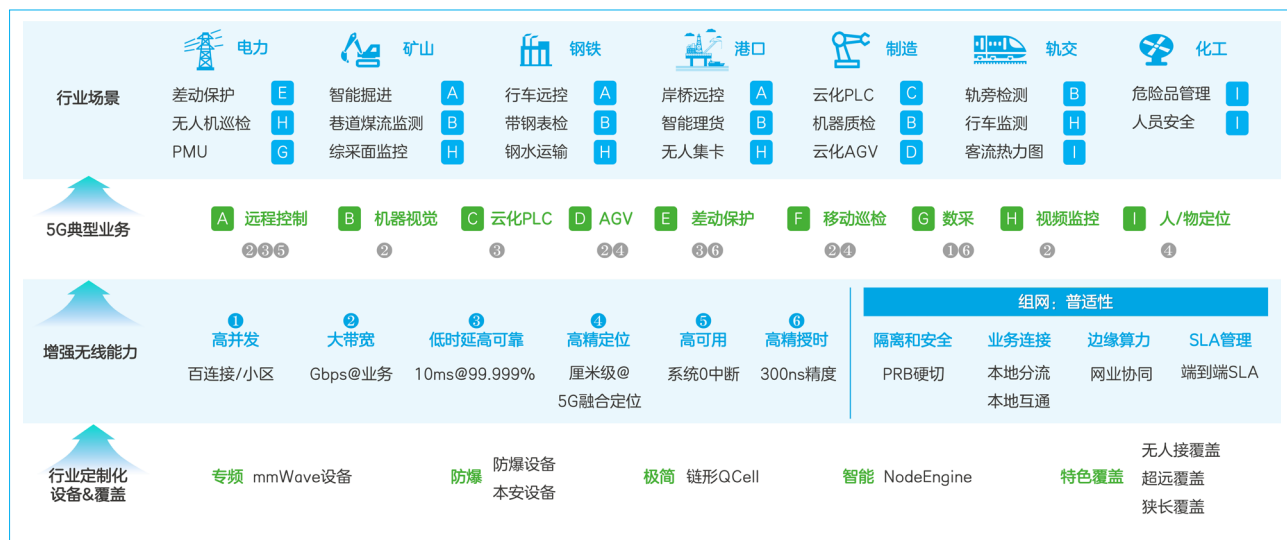 电力 矿山 钢铁 港口 制造 轨交 化工
行业场景
差动保护 E 智能掘进 A 行车远控 A 岸桥远控 A 云化PLC C 轨旁检测 B 危险品管理 I
无人机巡检 H 巷道煤流监测 B 带钢表检 B 智能理货 B 机器质检 B 行车监测 H 人员安全 I
PMU G 综采面监控 H 钢水运输 H 无人集卡 H 云化AGV D 客流热力图 I
5G典型业务
A 远程控制 B 机器视觉 C 云化PLC D AGV E 差动保护 F 移动巡检 G 数采 H 视频监控 I 人/物定位
❷❸❺ ❷ ❸ ❷❹ ❸❻ ❷❹ ❶❻ ❷ ❹
增强无线能力
❶ ❷ ❸ ❹ ❺ ❻
高并发 大带宽 低时延高可靠 高精定位 高可用 高精授时
百连接/小区 Gbps@业务 10ms@99.999% 厘米级@ 系统0中断 300ns精度
5G融合定位
组网：普适性
隔离和安全 业务连接 边缘算力 SLA管理
PRB硬切 本地分流 网业协同 端到端SLA
本地互通
行业定制化
设备&覆盖
专频 mmWave设备
防爆 防爆设备
本安设备
极简 链形QCell
智能 NodeEngine
特色覆盖 无人接覆盖
超远覆盖
狭长覆盖